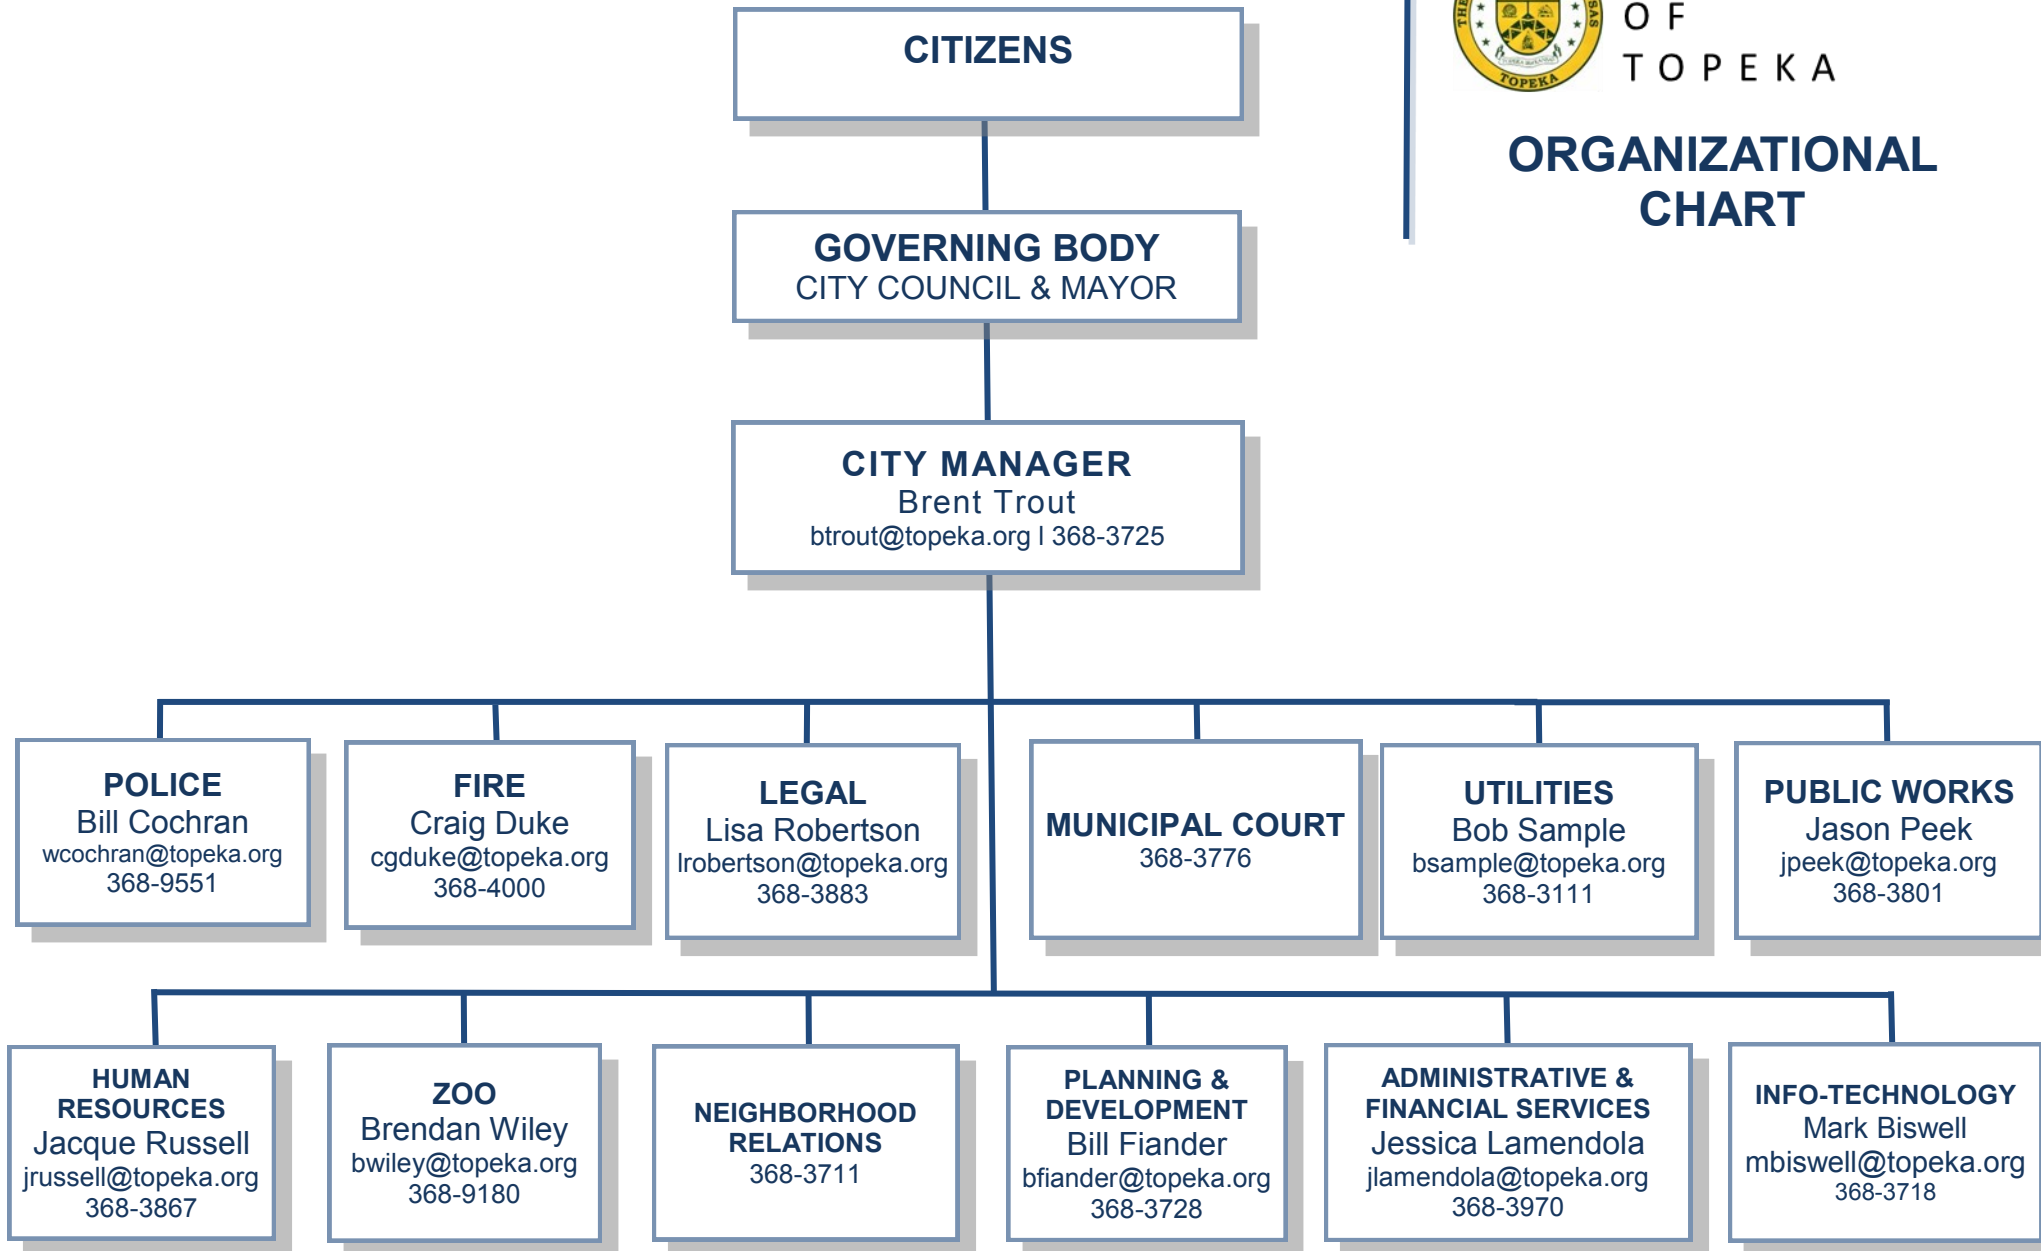 CITIZENS
OF
TOPEKA
TOPEKA
ORGANIZATIONAL
CHART
GOVERNING BODY
CITY COUNCIL & MAYOR
CITY MANAGER
Brent Trout
btrout@topeka.org l 368-3725
POLICE
Bill Cochran
wcochran@topeka.org
368-9551
FIRE
Craig Duke
cgduke@topeka.org
368-4000
LEGAL
Lisa Robertson
lrobertson@topeka.org
368-3883
MUNICIPAL COURT
368-3776
UTILITIES
Bob Sample
bsample@topeka.org
368-3111
PUBLIC WORKS
Jason Peek
jpeek@topeka.org
368-3801
HUMAN
RESOURCES
Jacque Russell
jrussell@topeka.org
368-3867
ZOO
Brendan Wiley
bwiley@topeka.org
368-9180
NEIGHBORHOOD
RELATIONS
368-3711
PLANNING &
DEVELOPMENT
Bill Fiander
bfiander@topeka.org
368-3728
ADMINISTRATIVE &
FINANCIAL SERVICES
Jessica Lamendola
jlamendola@topeka.org
368-3970
INFO-TECHNOLOGY
Mark Biswell
mbiswell@topeka.org
368-3718